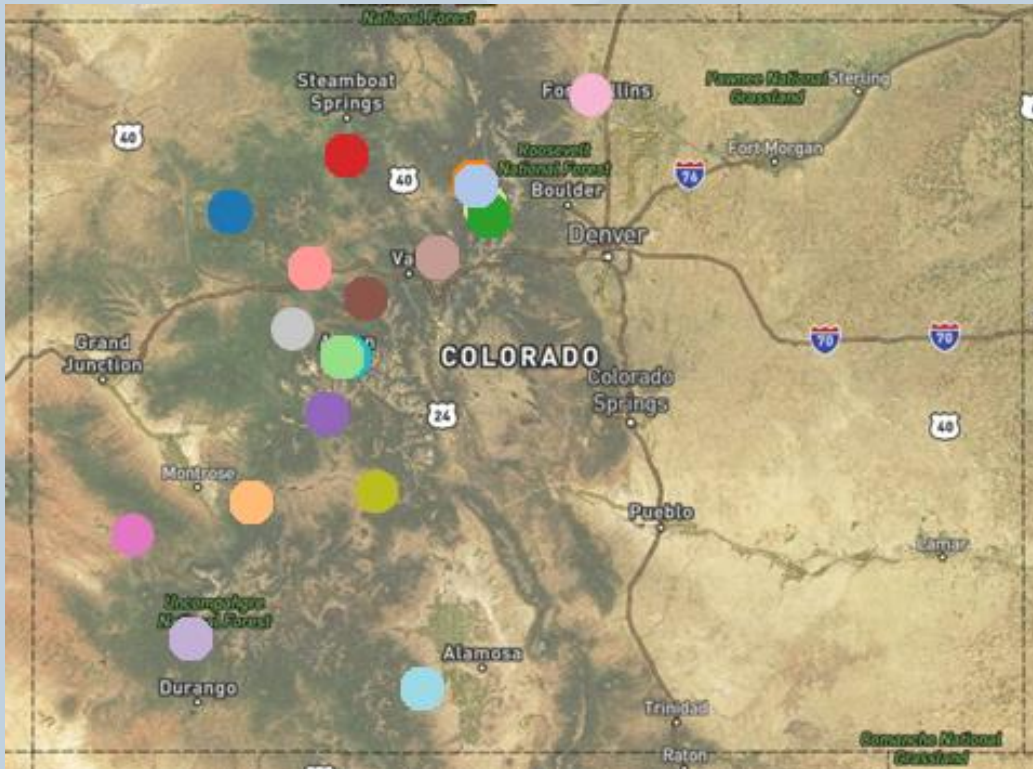 National Forest
Steamboat
Springs
Pawnee National
Grassland
Sterling
40
Roosevelt
National Forest
Fort Morgan
76
40
Boulder
Denver
Va
Grand
Junction
COLORADO
70
70
Colorado
Springs
24
40
Montrose
Pueblo
Lamar
Uncompahgre
Alamosa
Durango
Trinidad
Comanche National
Grassland
Raton